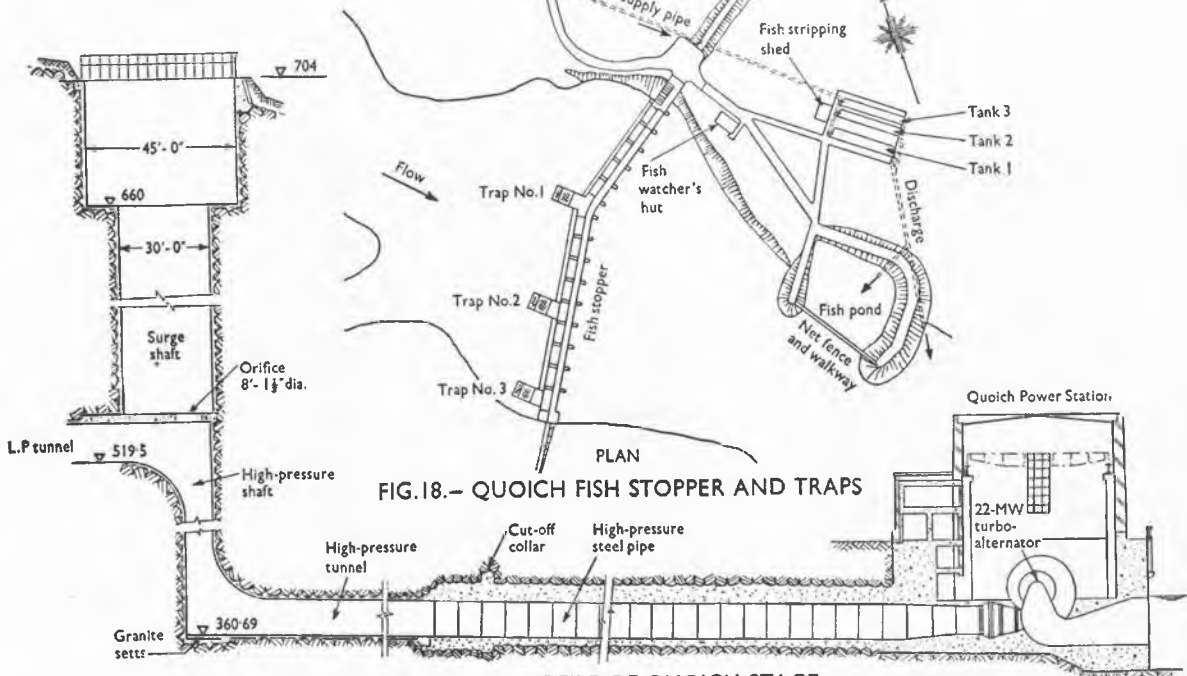 supply pipe
Fish stripping
shed
704
Tank 3
Tank 2
Tank 1
45'- 0"
Flow
Trap No.1
Fish
watcher's
hut
Discharge
660
30'- 0"
Trap No.2
Fish stopper
Fish pond
Net fence
and walkway
Surge
shaft
Orifice
8'- 1½" dia.
Trap No. 3
Quoich Power Station
L.P tunnel
519·5
PLAN
High-pressure
shaft
FIG.18.– QUOICH FISH STOPPER AND TRAPS
22-MW
turbo-
alternator
Cut-off
collar
High-pressure
steel pipe
High-pressure
tunnel
360·69
Granite
setts
OF QUOICH STAGE